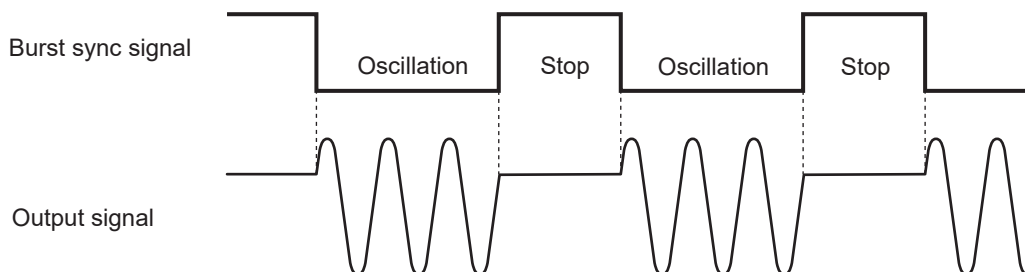 Burst sync signal
Oscillation
Stop
Oscillation
Stop
Output signal